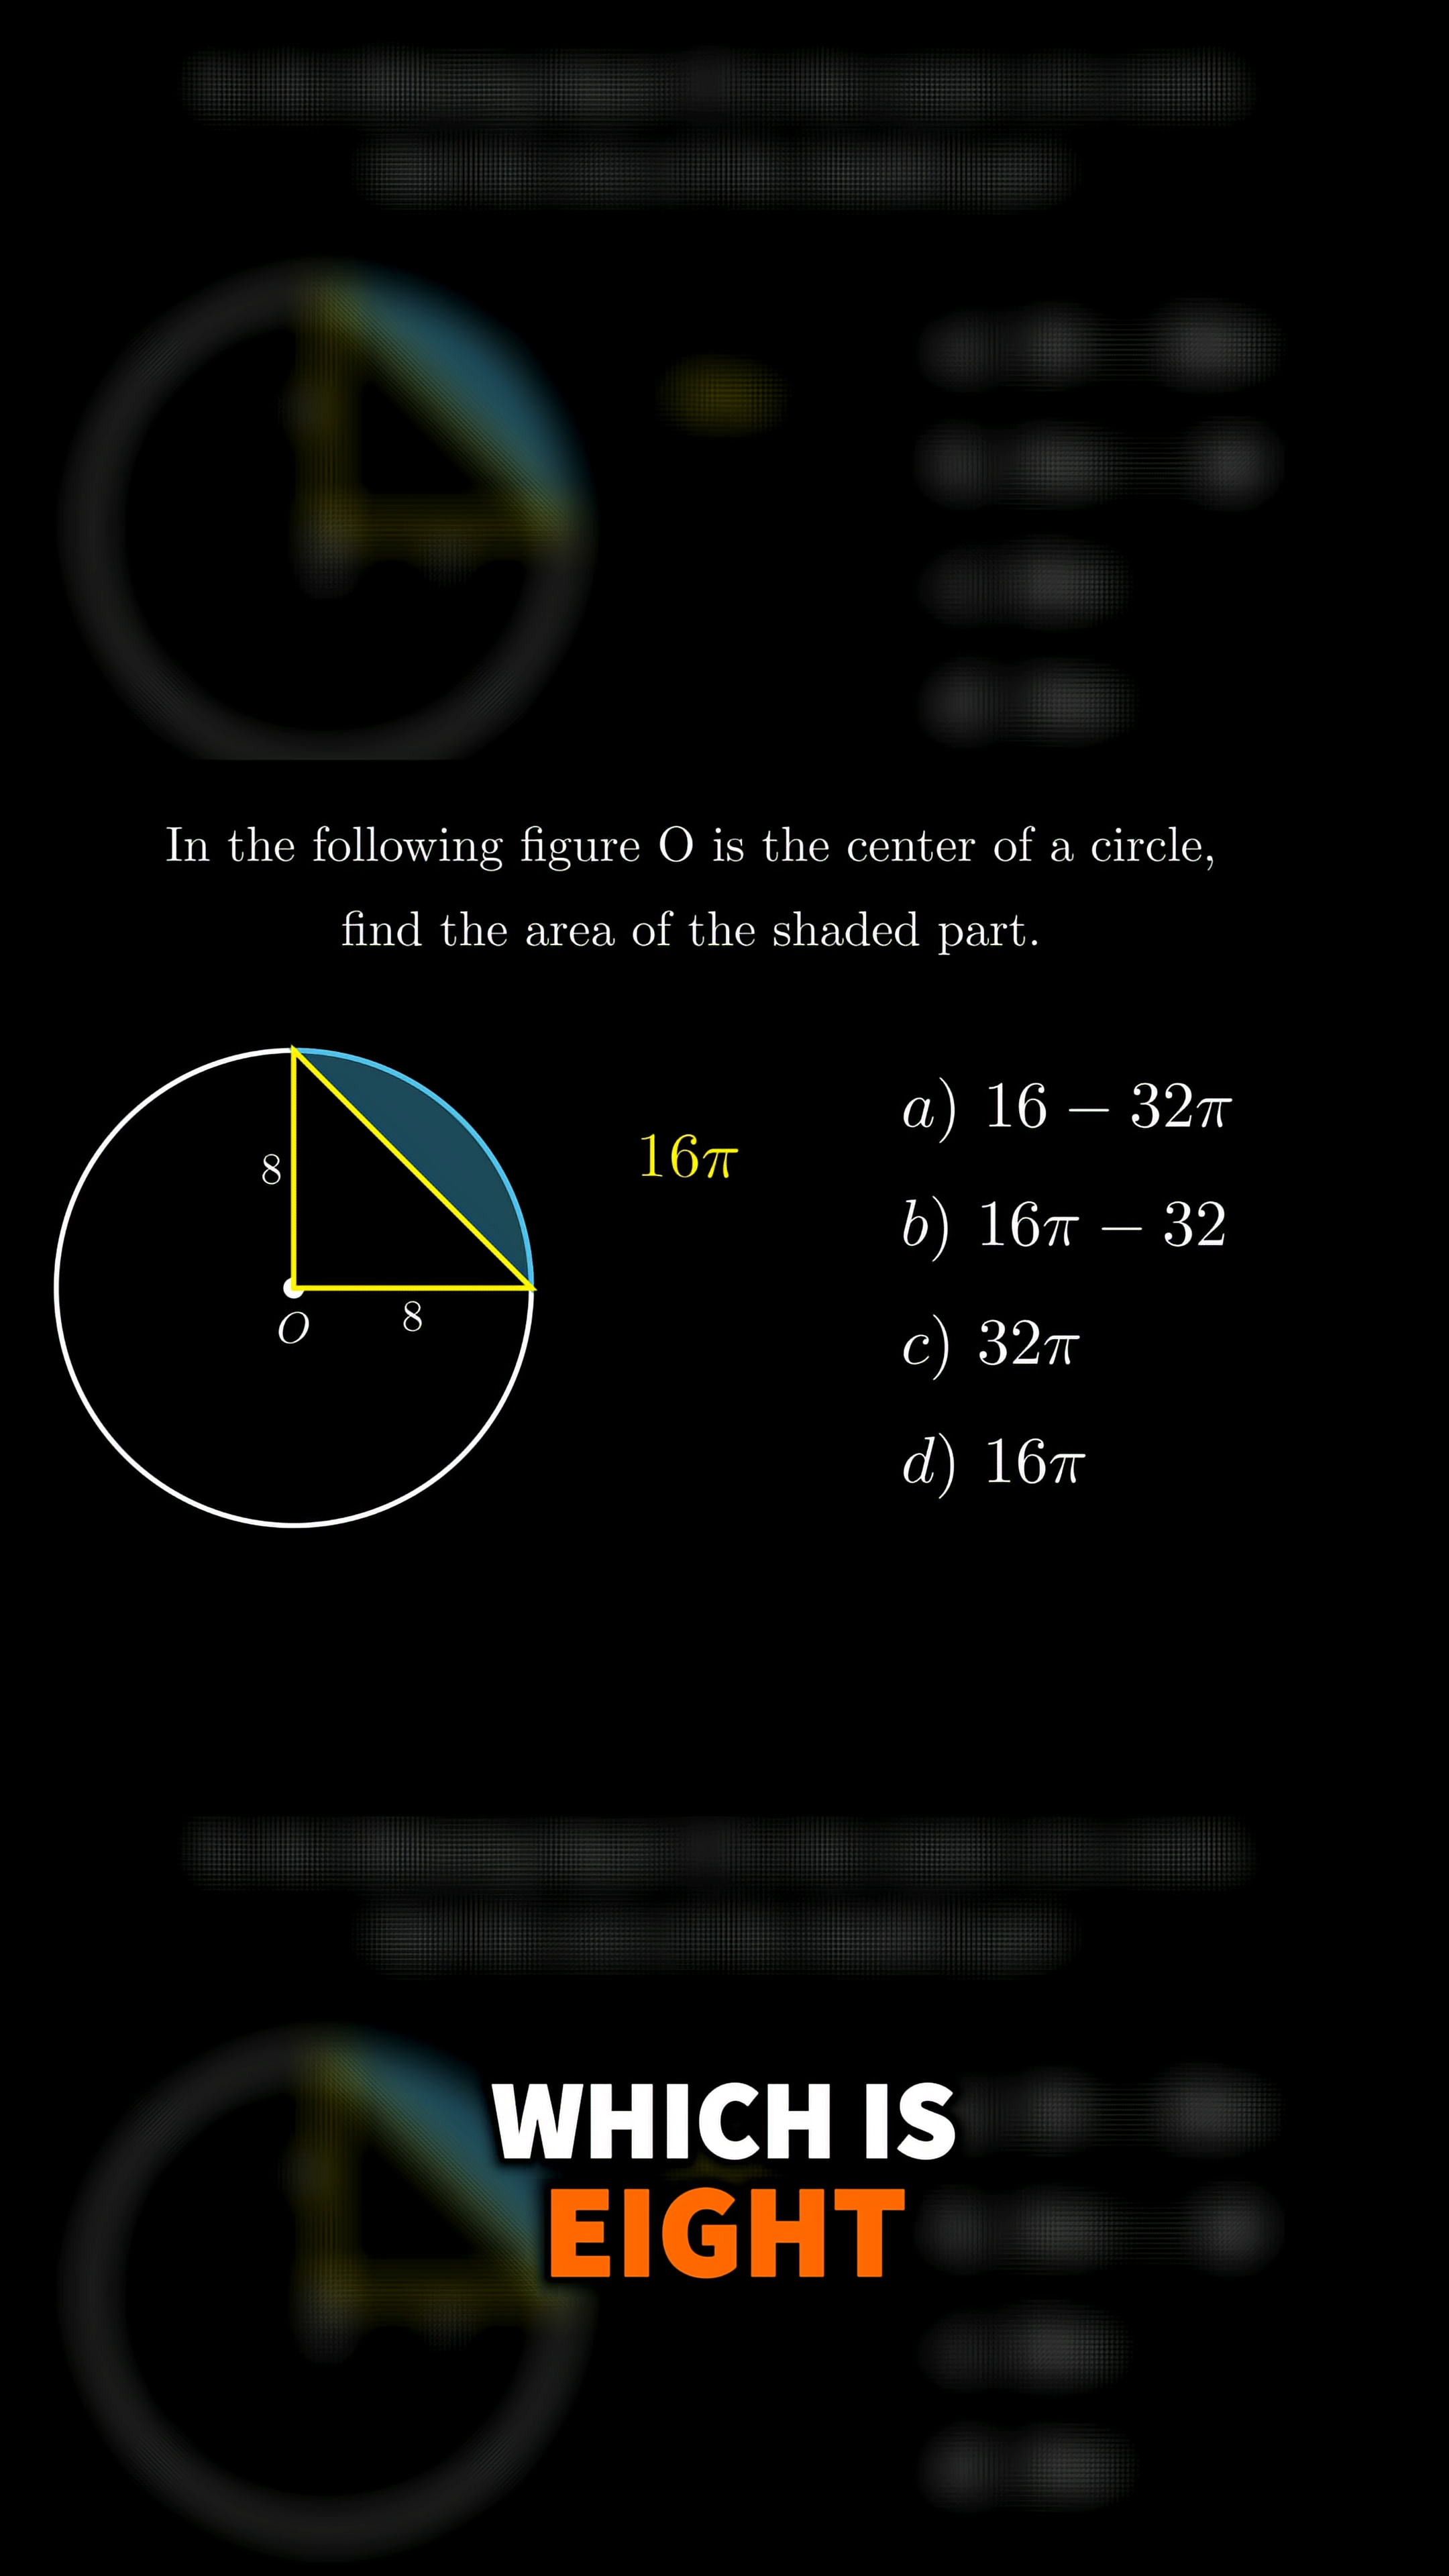 In the following figure O is the center of a circle,
find the area of the shaded part.
8
O
8
16π
a) 16 – 32π
b) 16π – 32
c) 32π
d) 16π
WHICH IS
EIGHT